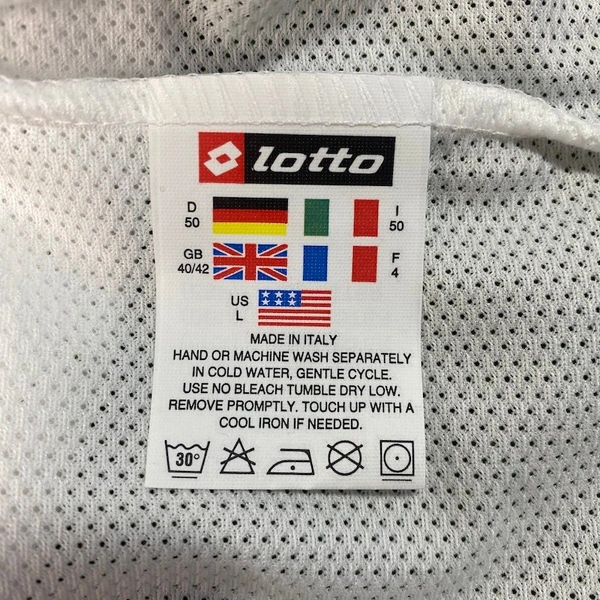 lotto
D
50
I
50
GB
40/42
F
4
US
L
MADE IN ITALY
HAND OR MACHINE WASH SEPARATELY
IN COLD WATER, GENTLE CYCLE.
USE NO BLEACH TUMBLE DRY LOW.
REMOVE PROMPTLY. TOUCH UP WITH A
COOL IRON IF NEEDED.
30°